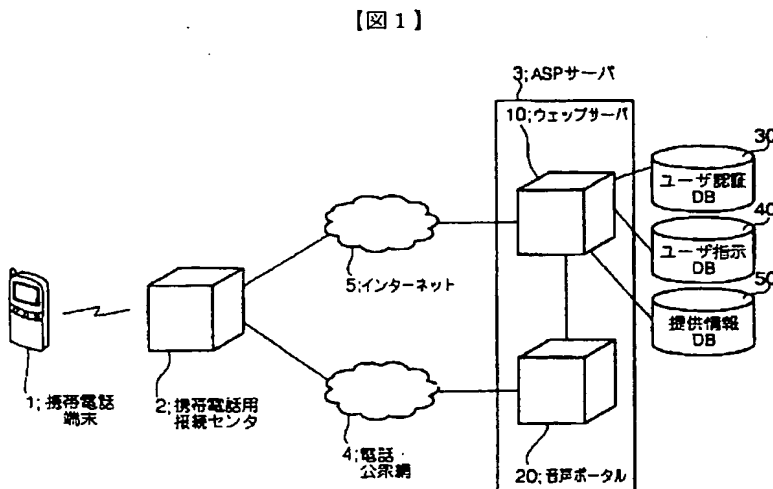 【図1】
3;ASPサーバ
10;ウェッブサーバ
30
ユーザ認証
DB
40
ユーザ指示
DB
50
提供情報
DB
5;インターネット
1;携帯電話
端末
2;携帯電話用
接続センタ
4;電話・
公衆網
20;音声ポータル